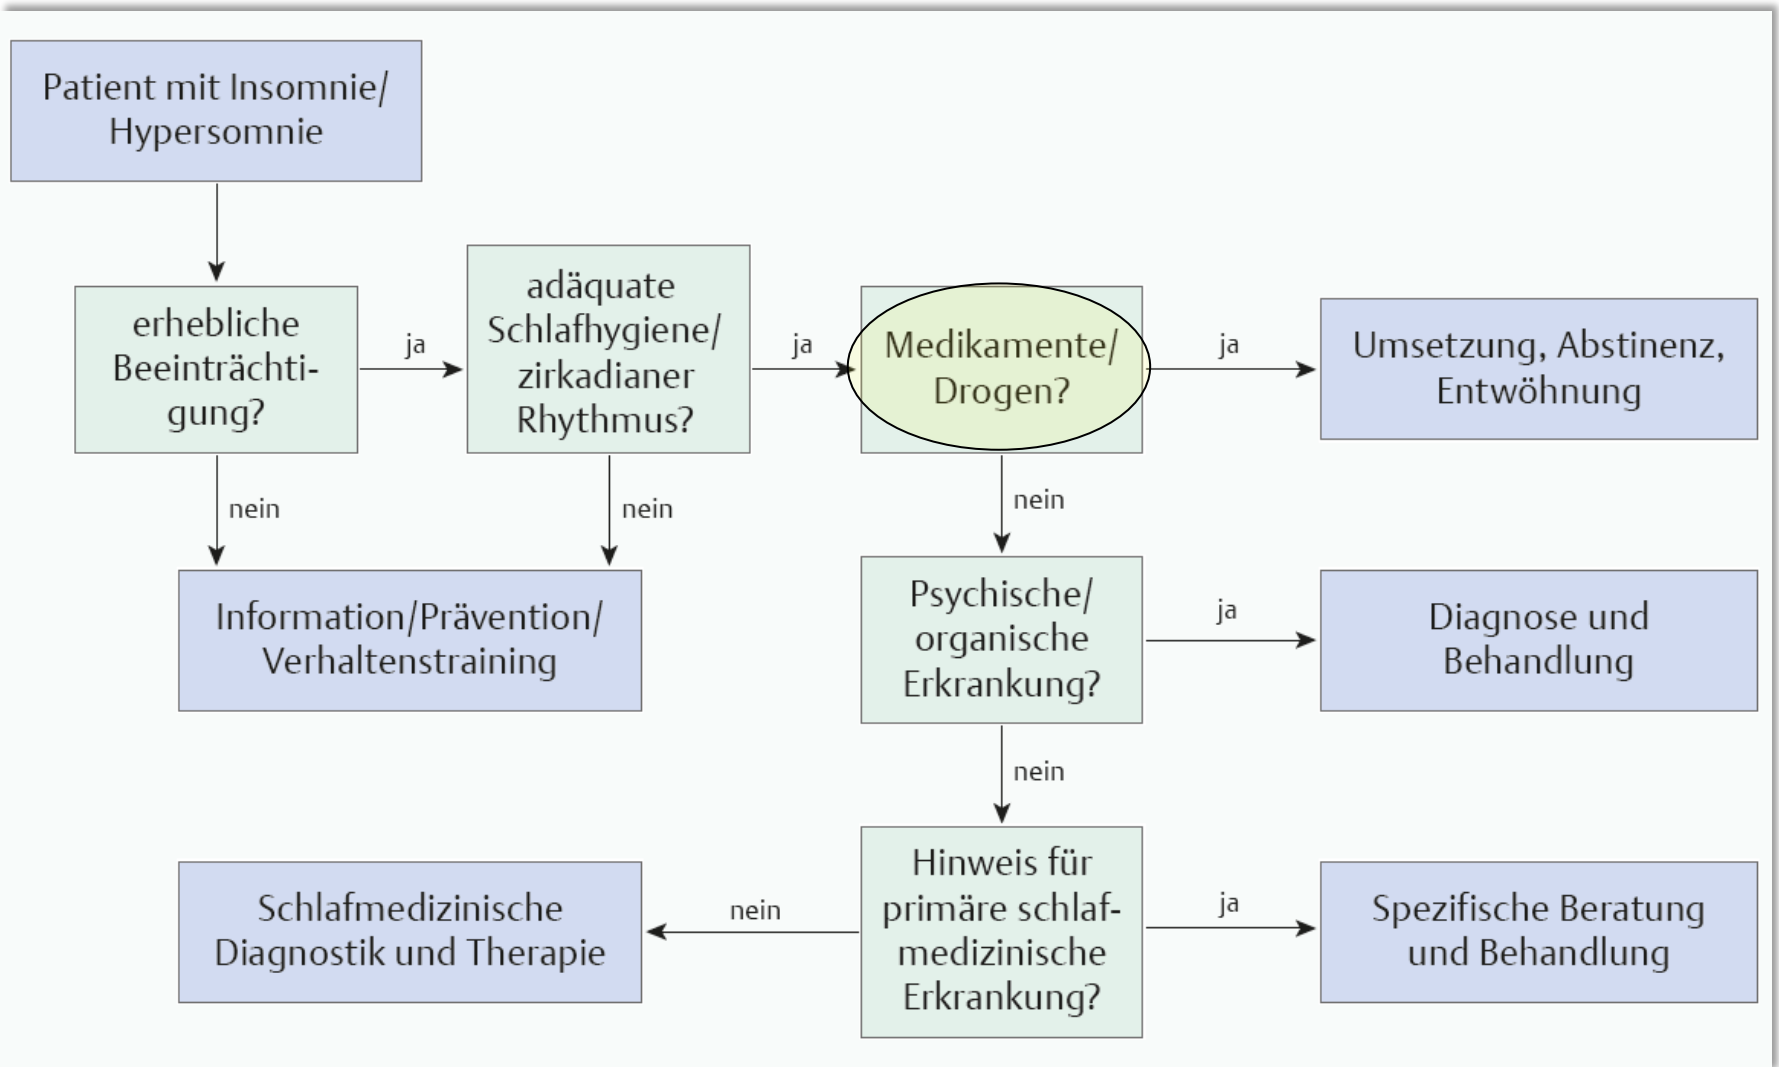 Patient mit Insomnie/
Hypersomnie
erhebliche
Beeinträchti-
gung?
ja
adäquate
Schlafhygiene/
zirkadianer
Rhythmus?
ja
Medikamente/
Drogen?
ja
Umsetzung, Abstinenz,
Entwöhnung
nein
nein
nein
Information/Prävention/
Verhaltenstraining
Psychische/
organische
Erkrankung?
ja
Diagnose und
Behandlung
nein
Schlafmedizinische
Diagnostik und Therapie
nein
Hinweis für
primäre schlaf-
medizinische
Erkrankung?
ja
Spezifische Beratung
und Behandlung